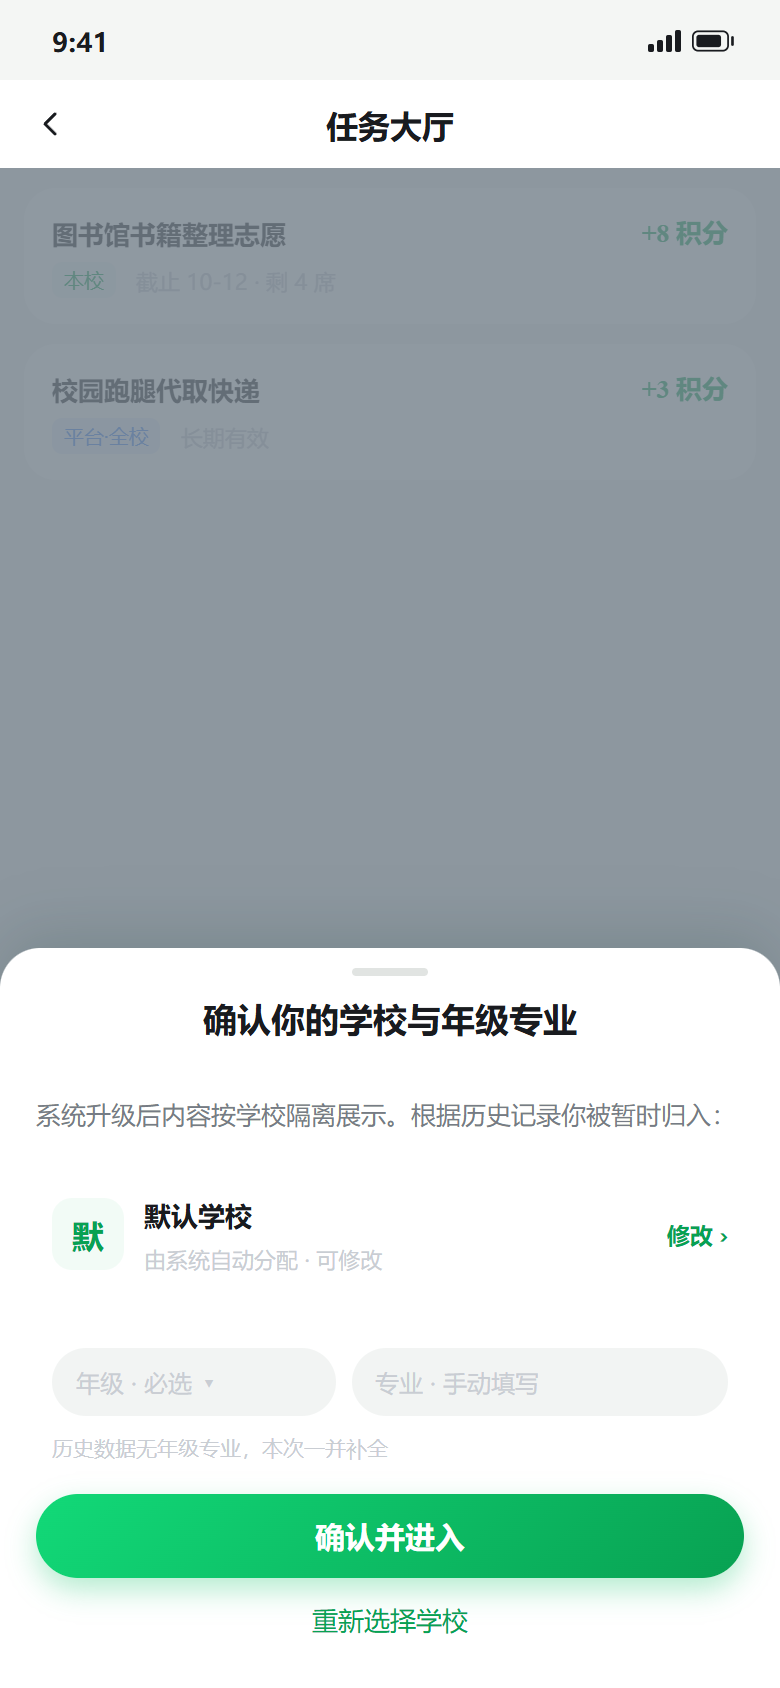 9:41
任务大厅
图书馆书籍整理志愿
+8 积分
本校 截止 10-12 · 剩 4 席
校园跑腿代取快递
+3 积分
平台·全校 长期有效
确认你的学校与年级专业
系统升级后内容按学校隔离展示。根据历史记录你被暂时归入：
默
默认学校
由系统自动分配 · 可修改
修改 ›
年级 · 必选 ▾
专业 · 手动填写
历史数据无年级专业，本次一并补全
确认并进入
重新选择学校